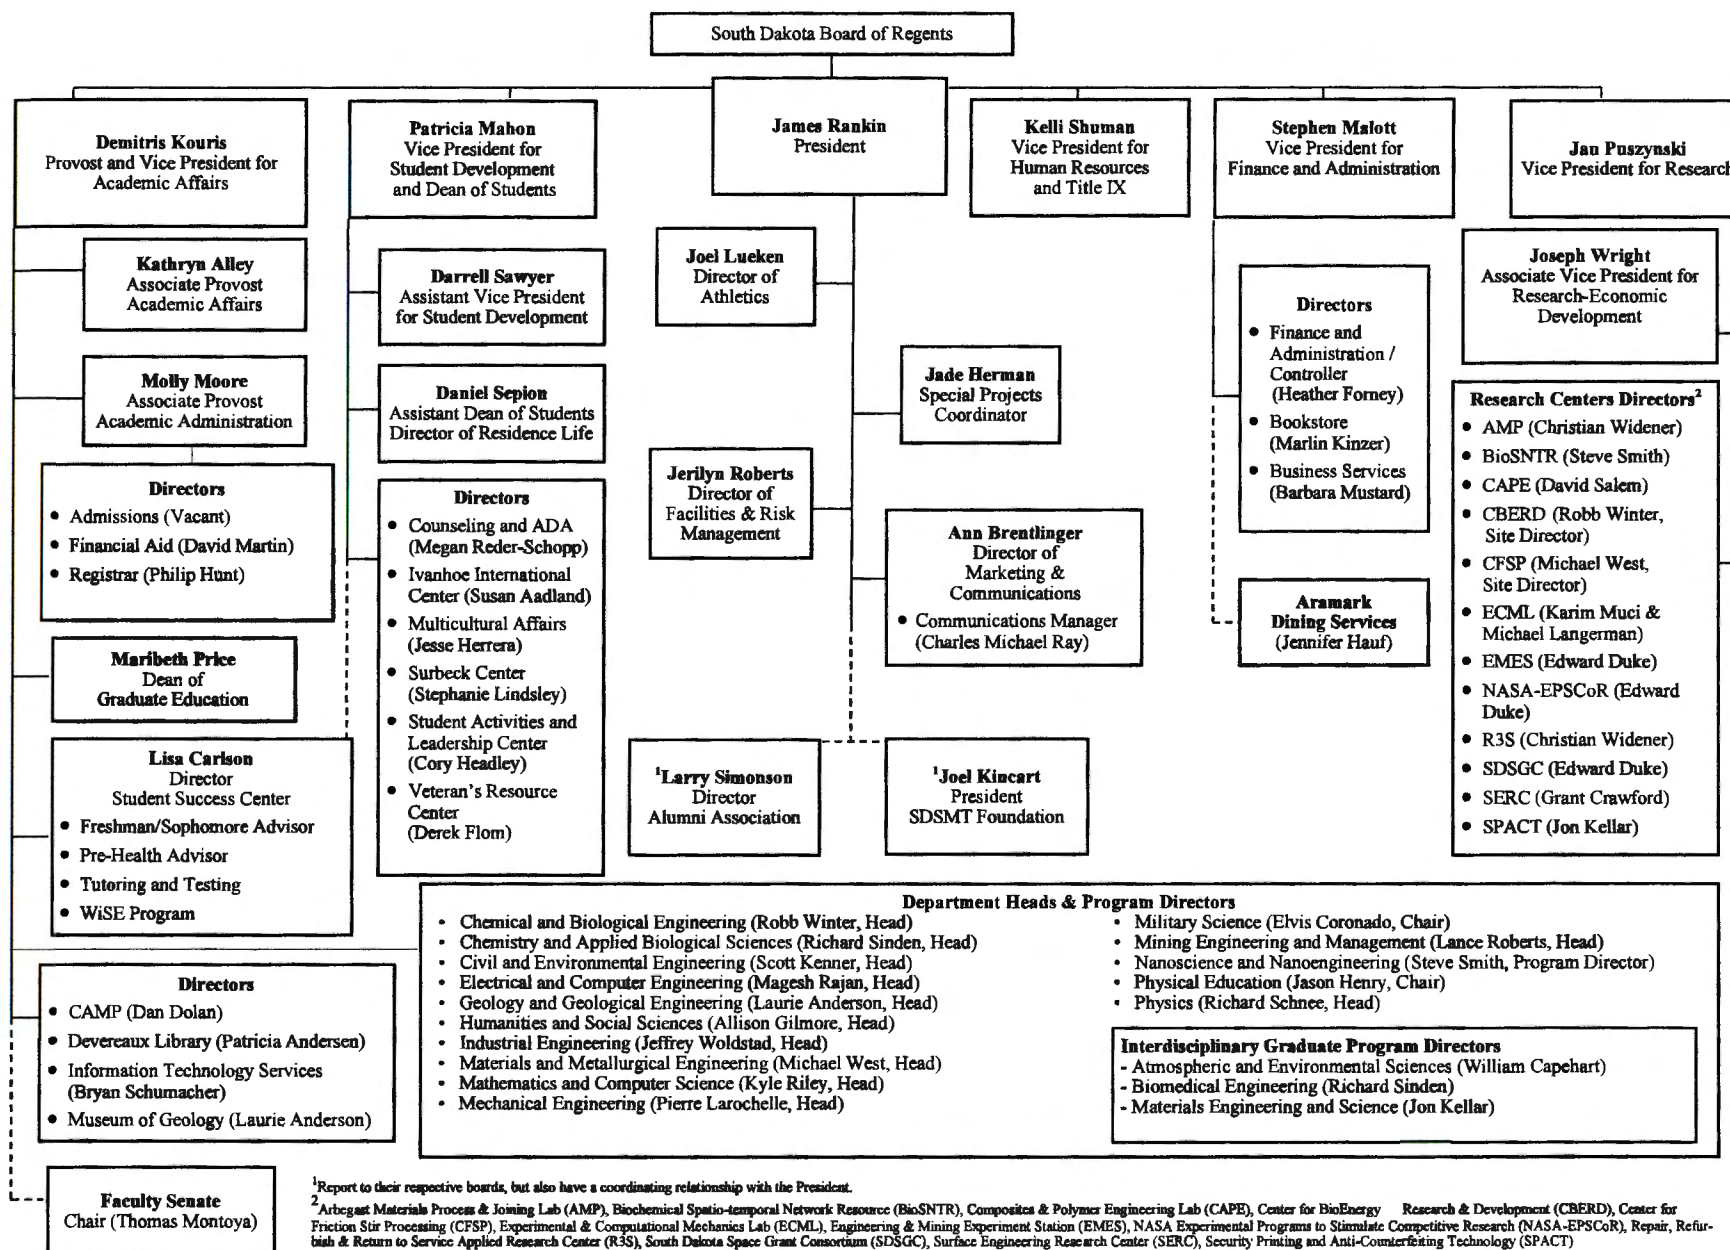 South Dakota Board of Regents
Demitris Kouris
Provost and Vice President for
Academic Affairs
Patricia Mahon
Vice President for
Student Development
and Dean of Students
James Rankin
President
Kelli Shuman
Vice President for
Human Resources
and Title IX
Stephen Malott
Vice President for
Finance and Administration
Jan Puszynski
Vice President for Research
Kathryn Alley
Associate Provost
Academic Affairs
Molly Moore
Associate Provost
Academic Administration
Directors
• Admissions (Vacant)
• Financial Aid (David Martin)
• Registrar (Philip Hunt)
Maribeth Price
Dean of
Graduate Education
Lisa Carlson
Director
Student Success Center
• Freshman/Sophomore Advisor
• Pre-Health Advisor
• Tutoring and Testing
• WiSE Program
Directors
• CAMP (Dan Dolan)
• Devereaux Library (Patricia Andersen)
• Information Technology Services
(Bryan Schumacher)
• Museum of Geology (Laurie Anderson)
Faculty Senate
Chair (Thomas Montoya)
Darrell Sawyer
Assistant Vice President
for Student Development
Daniel Sepion
Assistant Dean of Students
Director of Residence Life
Directors
• Counseling and ADA
(Megan Reder-Schopp)
• Ivanhoe International
Center (Susan Aadland)
• Multicultural Affairs
(Jesse Herrera)
• Surbeck Center
(Stephanie Lindsley)
• Student Activities and
Leadership Center
(Cory Headley)
• Veteran's Resource
Center
(Derek Flom)
Joel Lueken
Director of
Athletics
Jade Herman
Special Projects
Coordinator
Jerilyn Roberts
Director of
Facilities & Risk
Management
Ann Brentlinger
Director of
Marketing &
Communications
• Communications Manager
(Charles Michael Ray)
1Larry Simonson
Director
Alumni Association
1Joel Kincart
President
SDSMT Foundation
Directors
• Finance and
Administration /
Controller
(Heather Forney)
• Bookstore
(Marlin Kinzer)
• Business Services
(Barbara Mustard)
Aramark
Dining Services
(Jennifer Hauf)
Joseph Wright
Associate Vice President for
Research-Economic
Development
Research Centers Directors2
• AMP (Christian Widener)
• BioSNTR (Steve Smith)
• CAPE (David Salem)
• CBERD (Robb Winter,
Site Director)
• CFSP (Michael West,
Site Director)
• ECML (Karim Muci &
Michael Langerman)
• EMES (Edward Duke)
• NASA-EPSCoR (Edward
Duke)
• R3S (Christian Widener)
• SDSGC (Edward Duke)
• SERC (Grant Crawford)
• SPACT (Jon Kellar)
Department Heads & Program Directors
• Chemical and Biological Engineering (Robb Winter, Head)
• Chemistry and Applied Biological Sciences (Richard Sinden, Head)
• Civil and Environmental Engineering (Scott Kenner, Head)
• Electrical and Computer Engineering (Magesh Rajan, Head)
• Geology and Geological Engineering (Laurie Anderson, Head)
• Humanities and Social Sciences (Allison Gilmore, Head)
• Industrial Engineering (Jeffrey Woldstad, Head)
• Materials and Metallurgical Engineering (Michael West, Head)
• Mathematics and Computer Science (Kyle Riley, Head)
• Mechanical Engineering (Pierre Larochelle, Head)
• Military Science (Elvis Coronado, Chair)
• Mining Engineering and Management (Lance Roberts, Head)
• Nanoscience and Nanoengineering (Steve Smith, Program Director)
• Physical Education (Jason Henry, Chair)
• Physics (Richard Schnee, Head)
Interdisciplinary Graduate Program Directors
- Atmospheric and Environmental Sciences (William Capehart)
- Biomedical Engineering (Richard Sinden)
- Materials Engineering and Science (Jon Kellar)
1Report to their respective boards, but also have a coordinating relationship with the President.
2Arbegast Materials Process & Joining Lab (AMP), Biochemical Spatio-temporal Network Resource (BioSNTR), Composites & Polymer Engineering Lab (CAPE), Center for BioEnergy Research & Development (CBERD), Center for
Friction Stir Processing (CFSP), Experimental & Computational Mechanics Lab (ECML), Engineering & Mining Experiment Station (EMES), NASA Experimental Programs to Stimulate Competitive Research (NASA-EPSCoR), Repair, Refur-
bish & Return to Service Applied Research Center (R3S), South Dakota Space Grant Consortium (SDSGC), Surface Engineering Research Center (SERC), Security Printing and Anti-Counterfeiting Technology (SPACT)